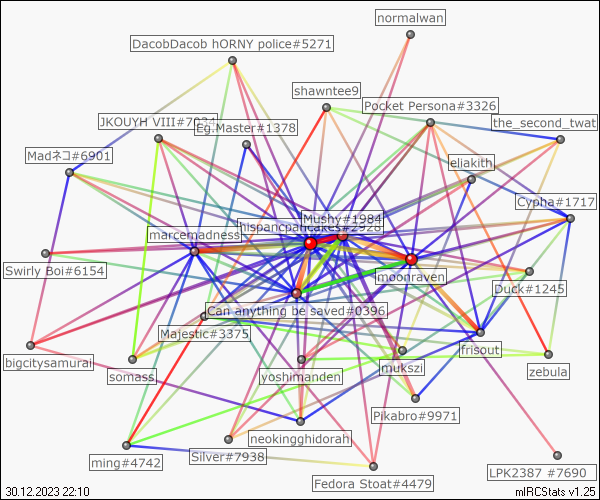 normalwan
DacobDacob hORNY police#5271
shawntee9
Pocket Persona#3326
JKOUYH VIII#7034
Eg.Master#1378
the_second_twat
Madネコ#6901
eliakith
Cypha#1717
Mushy#1984
hispancpancakes#2920
marcemadness
Swirly Boi#6154
moonraven
Duck#1245
Can anything be saved#0396
Majestic#3375
frisout
bigcitysamurai
somass
yoshimanden
mukszi
zebula
Pikabro#9971
neokingghidorah
ming#4742
Silver#7938
Fedora Stoat#4479
LPK2387 #7690
30.12.2023 22:10
mIRCStats v1.25